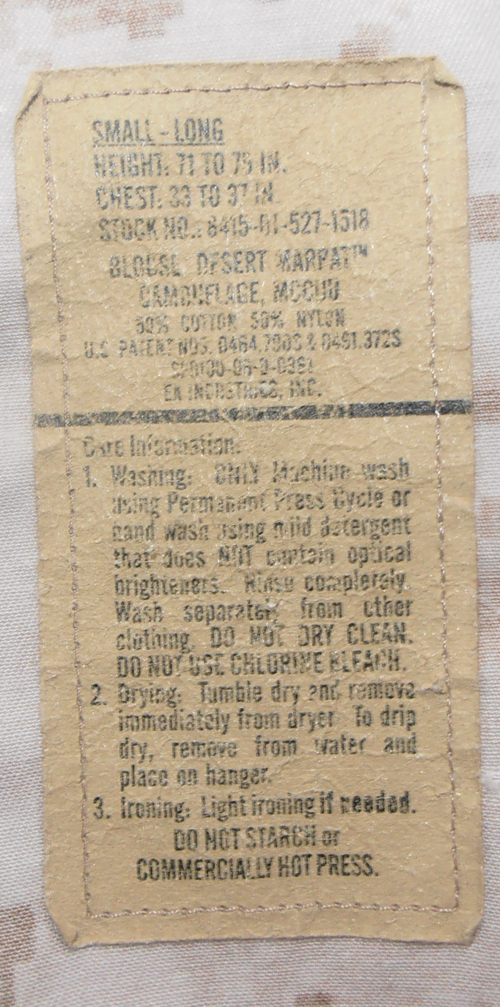 SMALL - LONG
HEIGHT: 71 TO 75 IN.
CHEST: 33 TO 37 IN.
STOCK NO.: 8415-01-527-1518
BLOUSE, DESERT MARPAT™
CAMOUFLAGE, MCCUU
50% COTTON 50% NYLON
U.S. PATENT NOS.
EA INDUSTRIES, INC.
Care Information:
1. Washing: ONLY Machine wash
using Permanent Press Cycle or
hand wash using mild detergent
that does NOT contain optical
brighteners. Rinse completely.
Wash separately from other
clothing. DO NOT DRY CLEAN.
DO NOT USE CHLORINE BLEACH.
2. Drying: Tumble dry and remove
immediately from dryer. To drip
dry, remove from water and
place on hanger.
3. Ironing: Light ironing if needed.
DO NOT STARCH or
COMMERCIALLY HOT PRESS.